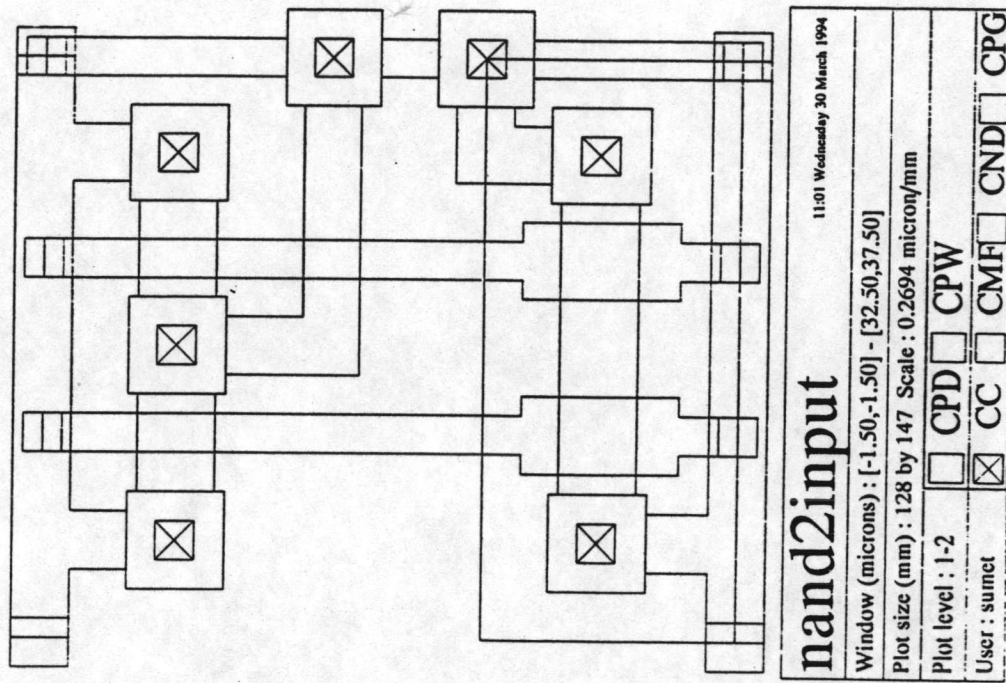 11:01 Wednesday 30 March 1994
nand2input
Window (microns) : [-1.50,-1.50] - [32.50,37.50]
Plot size (mm) : 128 by 147 Scale : 0.2694 micron/mm
Plot level : 1-2 CPD CPW
User : sumet CC CMF CND CPG